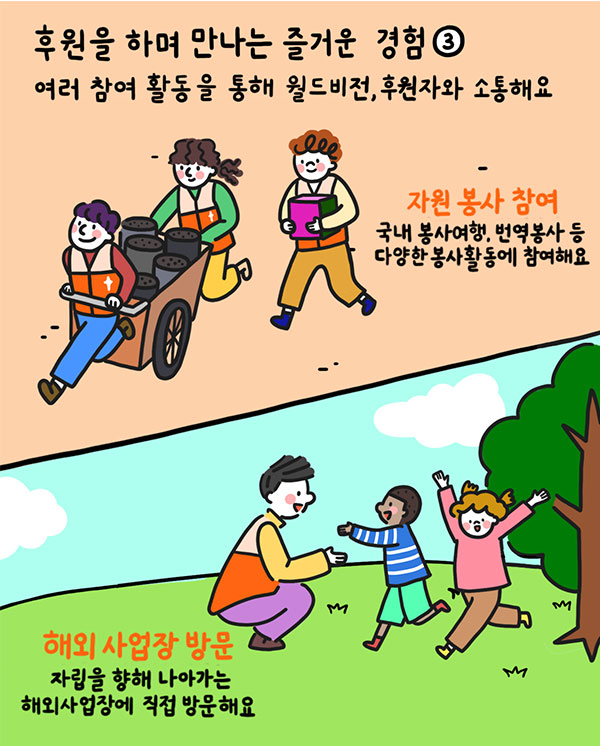 후원을 하며 만나는 즐거운 경험 ③
여러 참여 활동을 통해 월드비전, 후원자와 소통해요
자원 봉사 참여
국내 봉사여행, 번역봉사 등
다양한 봉사활동에 참여해요
해외 사업장 방문
자립을 향해 나아가는
해외사업장에 직접 방문해요